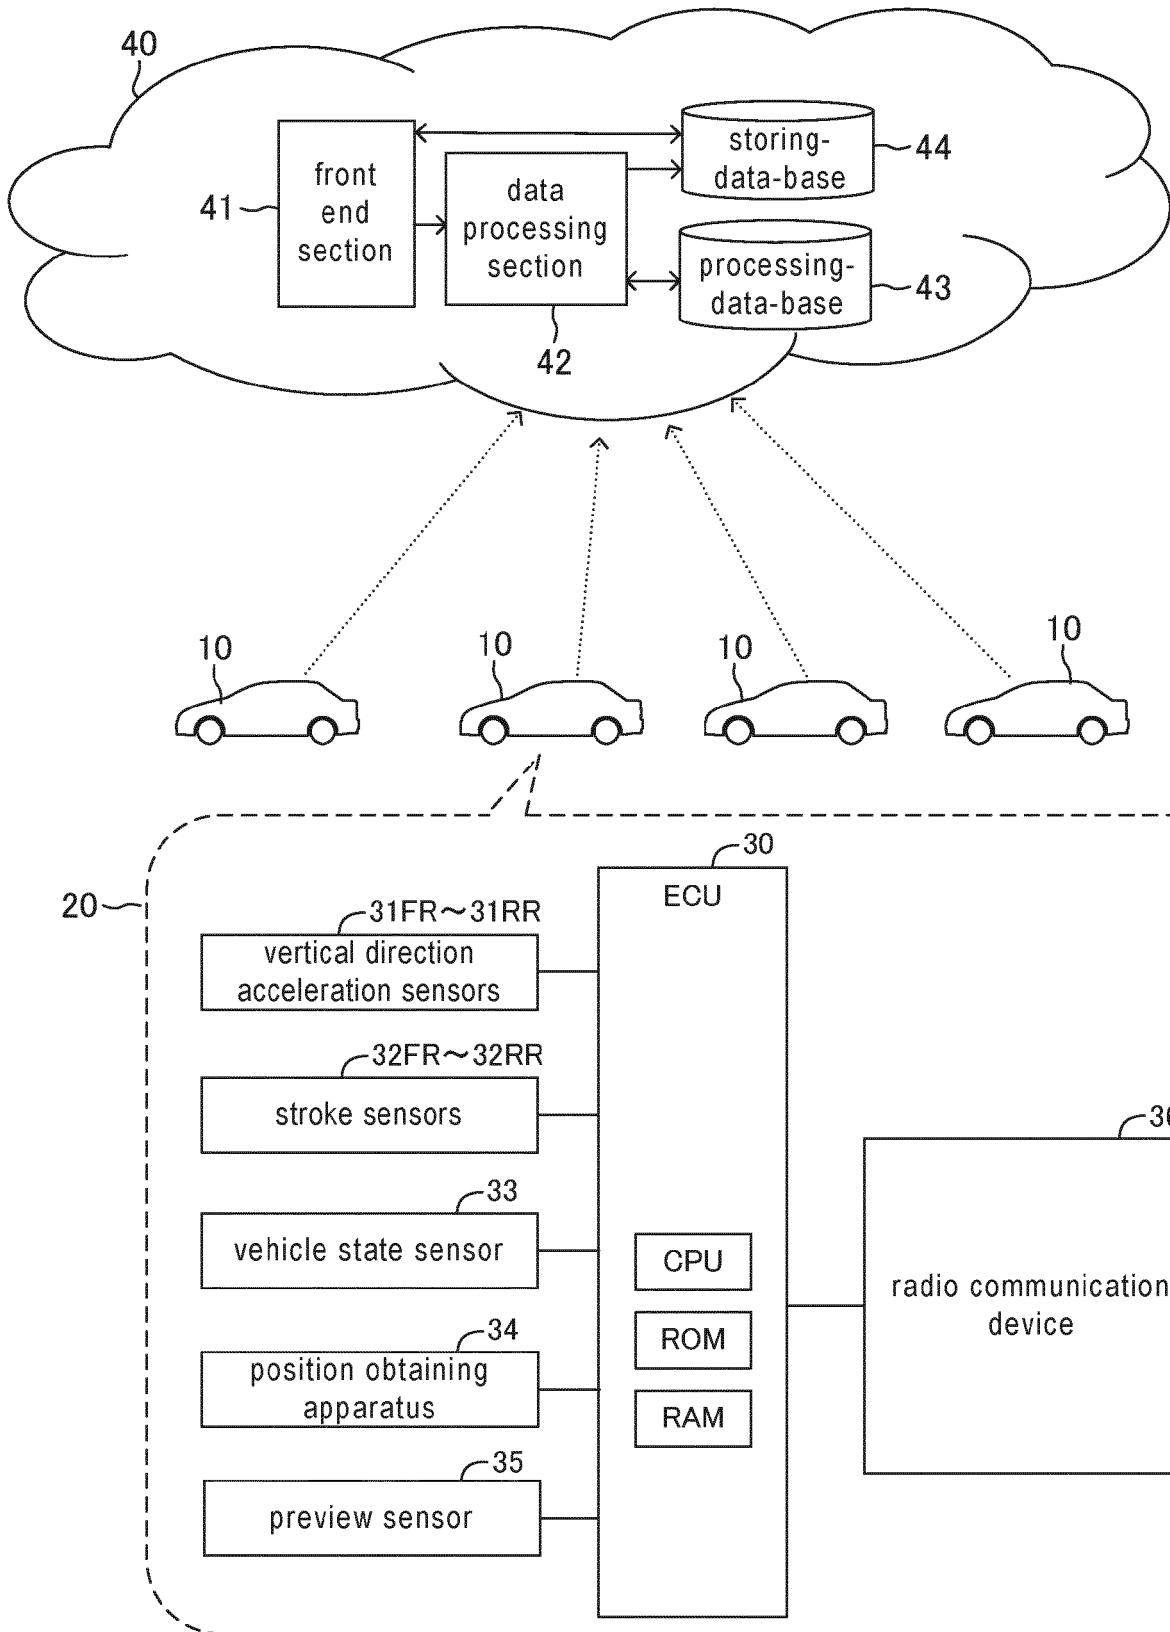 40
front
end
section
41
data
processing
section
42
storing-
data-base
44
processing-
data-base
43
10
10
10
10
20
30
ECU
31FR～31RR
vertical direction
acceleration sensors
32FR～32RR
stroke sensors
33
vehicle state sensor
34
position obtaining
apparatus
35
preview sensor
CPU
ROM
RAM
36
radio communication
device